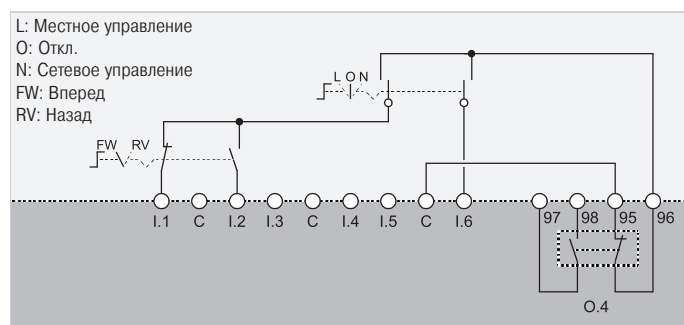 L: Местное управление
O: Откл.
N: Сетевое управление
FW: Вперед
RV: Назад
L O N
FW RV
I.1 C I.2 I.3 C I.4 I.5 C I.6 97 98 95 96
O.4